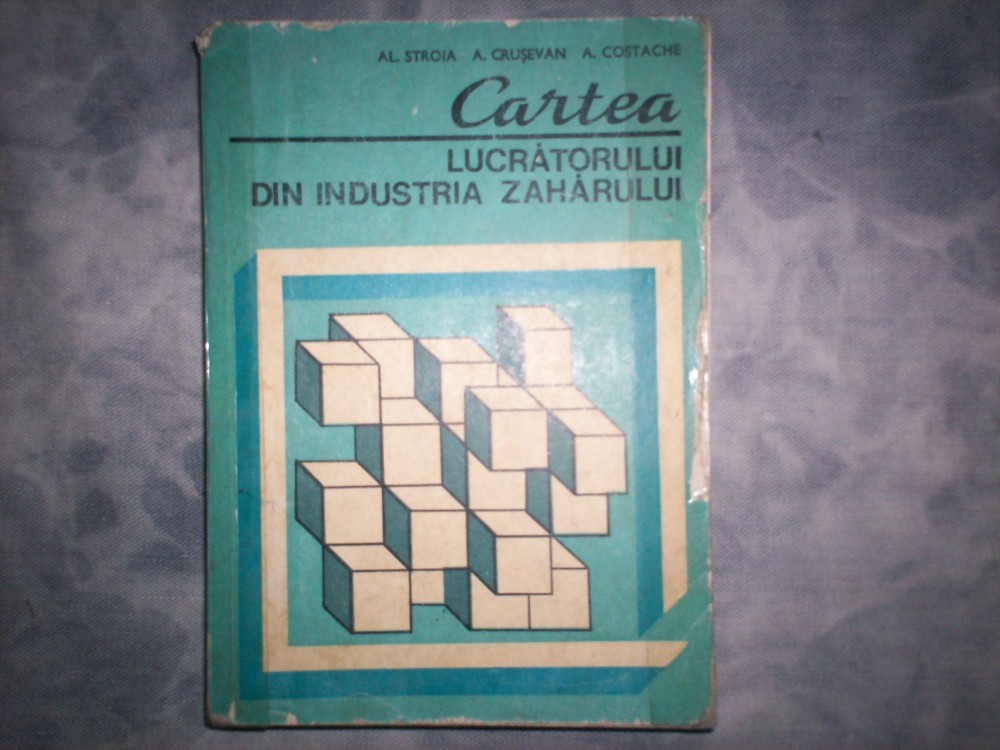 AL. STROIA A. CRUȘEVAN A. COSTACHE
Cartea
LUCRĂTORULUI
DIN INDUSTRIA ZAHĂRULUI